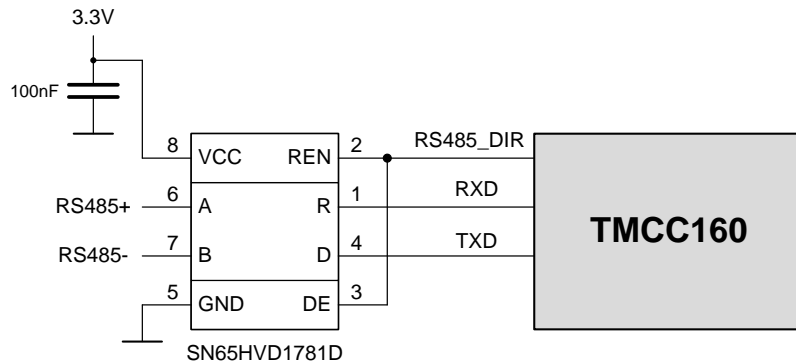 3.3V
100nF
8 VCC REN 2 RS485_DIR
RS485+ 6 A R 1 RXD
TMCC160
RS485- 7 B D 4 TXD
5 GND DE 3
SN65HVD1781D